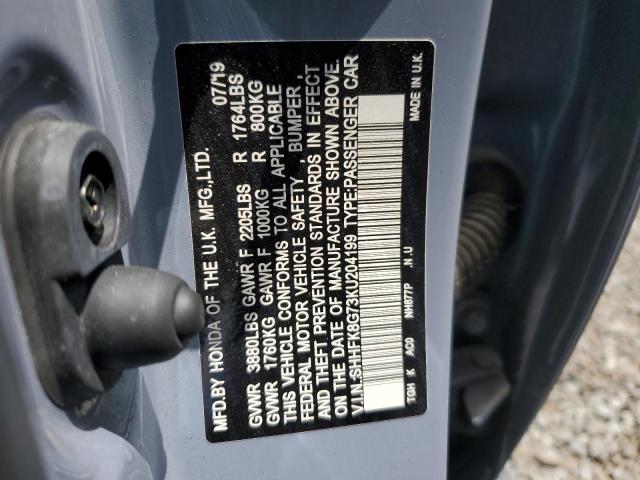 MFD.BY HONDA OF THE U.K. MFG.,LTD. 07/19
GVWR 3880LBS GAWR F 2205LBS R 1764LBS
GVWR 1760KG GAWR F 1000KG R 800KG
THIS VEHICLE CONFORMS TO ALL APPLICABLE
FEDERAL MOTOR VEHICLE SAFETY , BUMPER ,
AND THEFT PREVENTION STANDARDS IN EFFECT
ON THE DATE OF MANUFACTURE SHOWN ABOVE.
V.I.N.:SHHFK8G73KU204199 TYPE:PASSENGER CAR
TGH K AC0 NH877P .N.U MADE IN U.K.